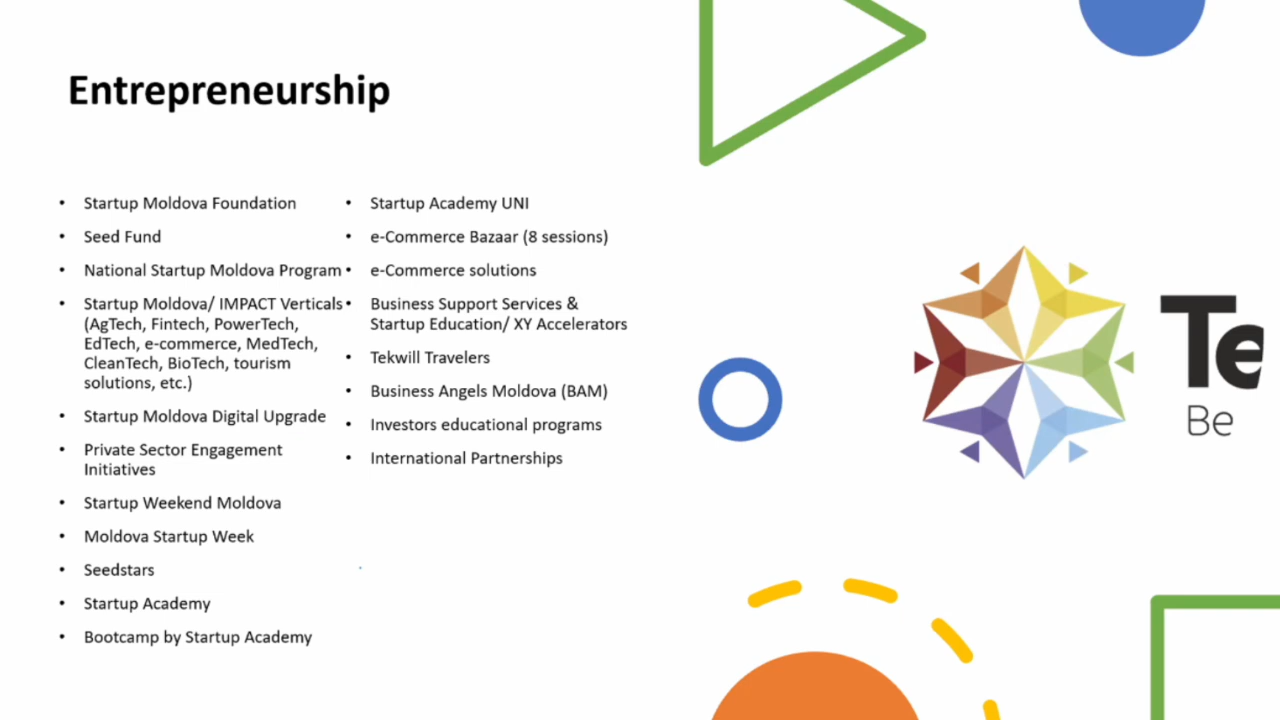 Entrepreneurship
• Startup Moldova Foundation
• Seed Fund
• National Startup Moldova Program
• Startup Moldova/ IMPACT Verticals
(AgTech, Fintech, PowerTech,
EdTech, e-commerce, MedTech,
CleanTech, BioTech, tourism
solutions, etc.)
• Startup Moldova Digital Upgrade
• Private Sector Engagement
Initiatives
• Startup Weekend Moldova
• Moldova Startup Week
• Seedstars
• Startup Academy
• Bootcamp by Startup Academy
• Startup Academy UNI
• e-Commerce Bazaar (8 sessions)
• e-Commerce solutions
• Business Support Services &
Startup Education/ XY Accelerators
• Tekwill Travelers
• Business Angels Moldova (BAM)
• Investors educational programs
• International Partnerships
Te
Be